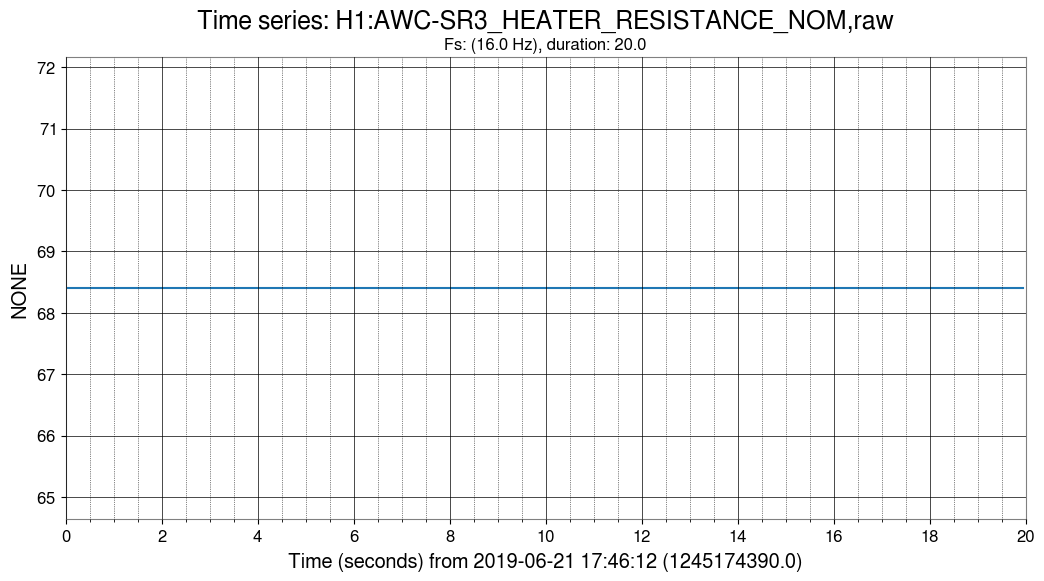 Time series: H1:AWC-SR3_HEATER_RESISTANCE_NOM,raw
Fs: (16.0 Hz), duration: 20.0
72
71
70
69
68
67
66
65
NONE
0 2 4 6 8 10 12 14 16 18 20
Time (seconds) from 2019-06-21 17:46:12 (1245174390.0)